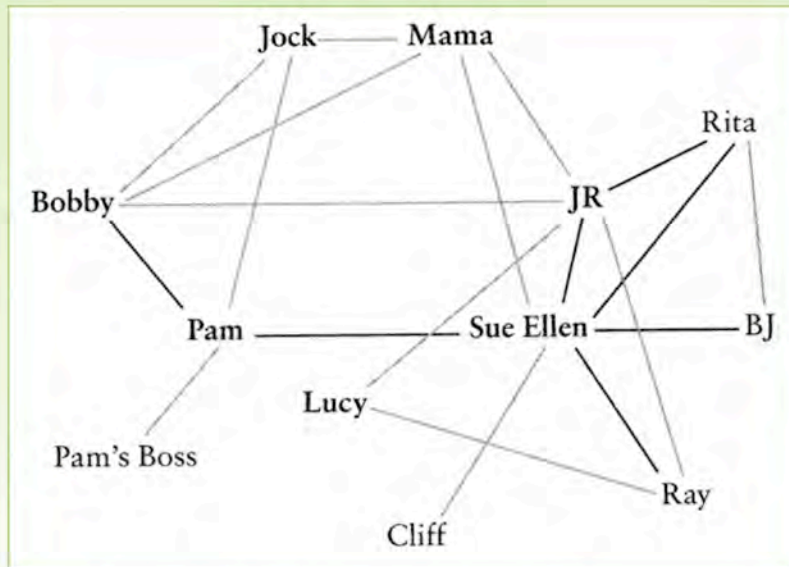 Jock
Mama
Rita
Bobby
JR
Pam
Sue Ellen
BJ
Lucy
Pam's Boss
Ray
Cliff